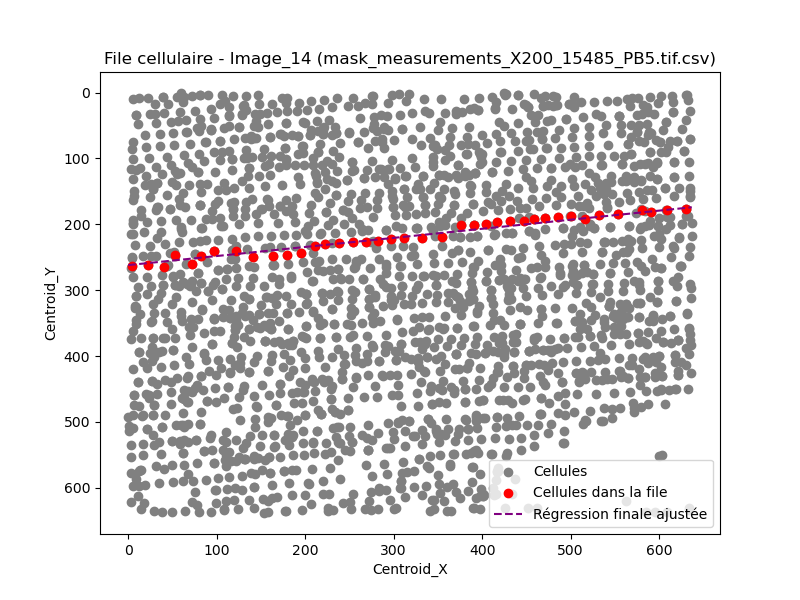 File cellulaire - Image_14 (mask_measurements_X200_15485_PB5.tif.csv)
0
100
200
300
400
500
600
Centroid_Y
0 100 200 300 400 500 600
Centroid_X
Cellules
Cellules dans la file
Régression finale ajustée